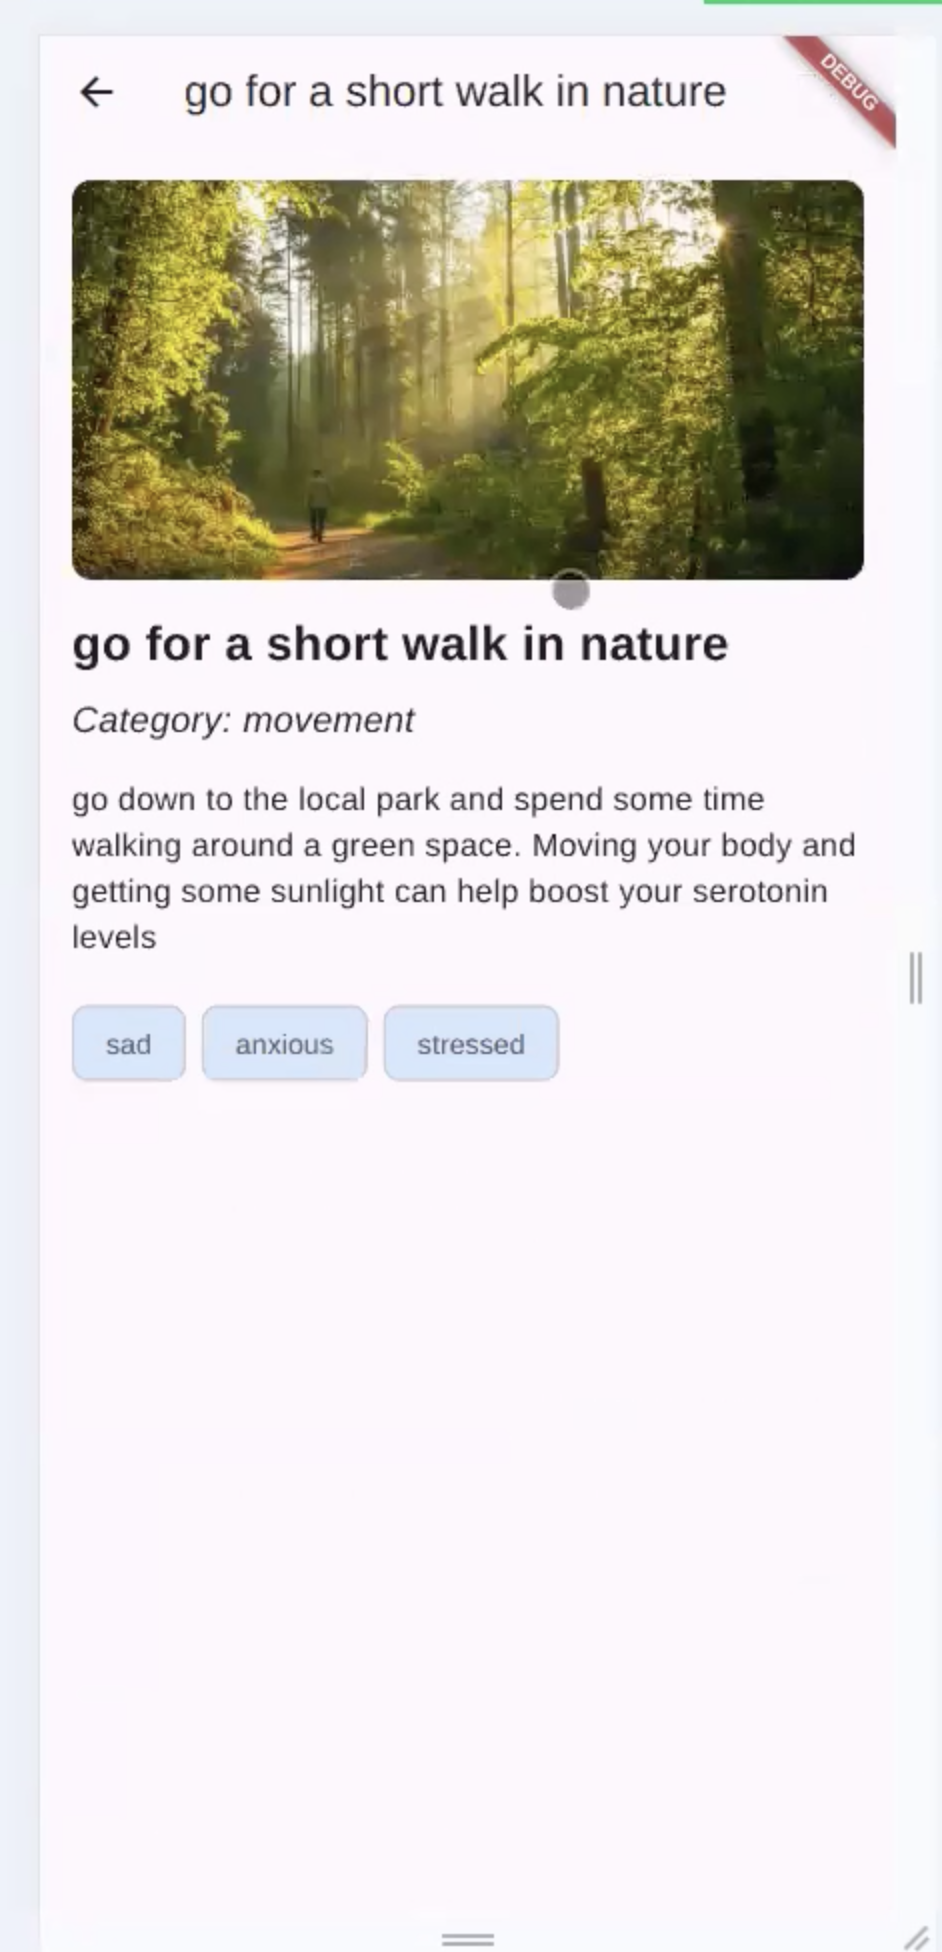 go for a short walk in nature
DEBUG
go for a short walk in nature
Category: movement
go down to the local park and spend some time
walking around a green space. Moving your body and
getting some sunlight can help boost your serotonin
levels
sad
anxious
stressed